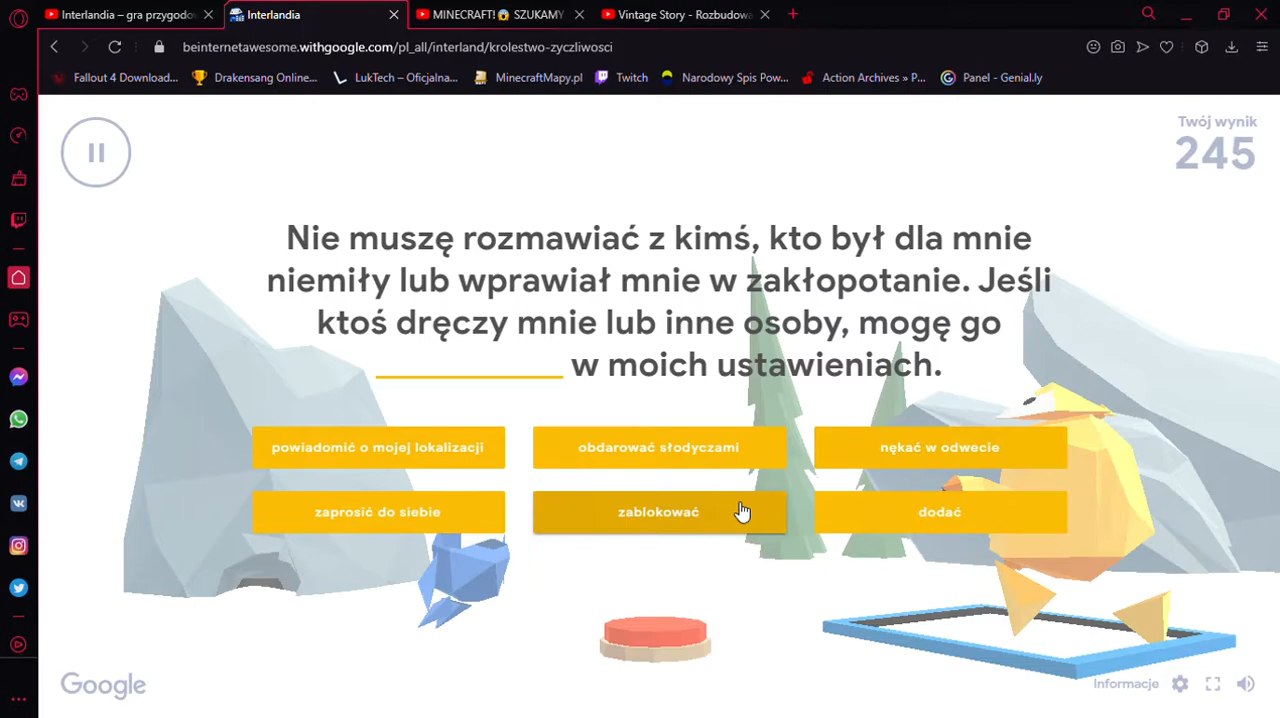 Interlandia – gra przygodo
Interlandia
MINECRAFT! 😱 SZUKAMY
Vintage Story - Rozbudowa
beinternetawesome.withgoogle.com/pl_all/interland/krolestwo-zyczliwosci
Fallout 4 Download...
Drakensang Online...
LukTech – Oficjalna...
MinecraftMapy.pl
Twitch
Narodowy Spis Pow...
Action Archives » P...
Panel - Genial.ly
Twój wynik
245
Nie muszę rozmawiać z kimś, kto był dla mnie
niemiły lub wprawiał mnie w zakłopotanie. Jeśli
ktoś dręczy mnie lub inne osoby, mogę go
____________ w moich ustawieniach.
powiadomić o mojej lokalizacji
obdarować słodyczami
nękać w odwecie
zaprosić do siebie
zablokować
dodać
Google
Informacje